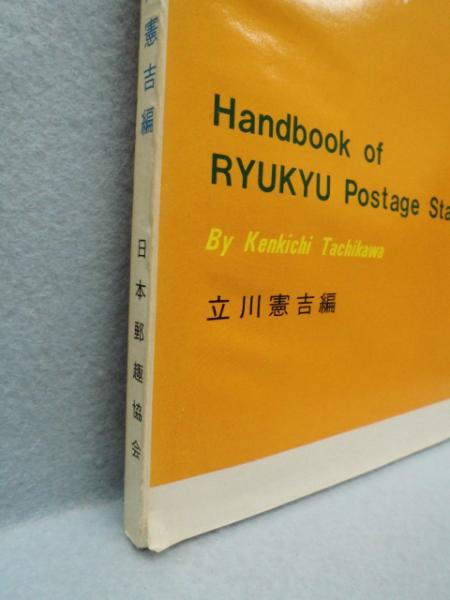 憲吉編
日本郵趣協会
Handbook of
RYUKYU Postage Sta
By Kenkichi Tachikawa
立川憲吉編